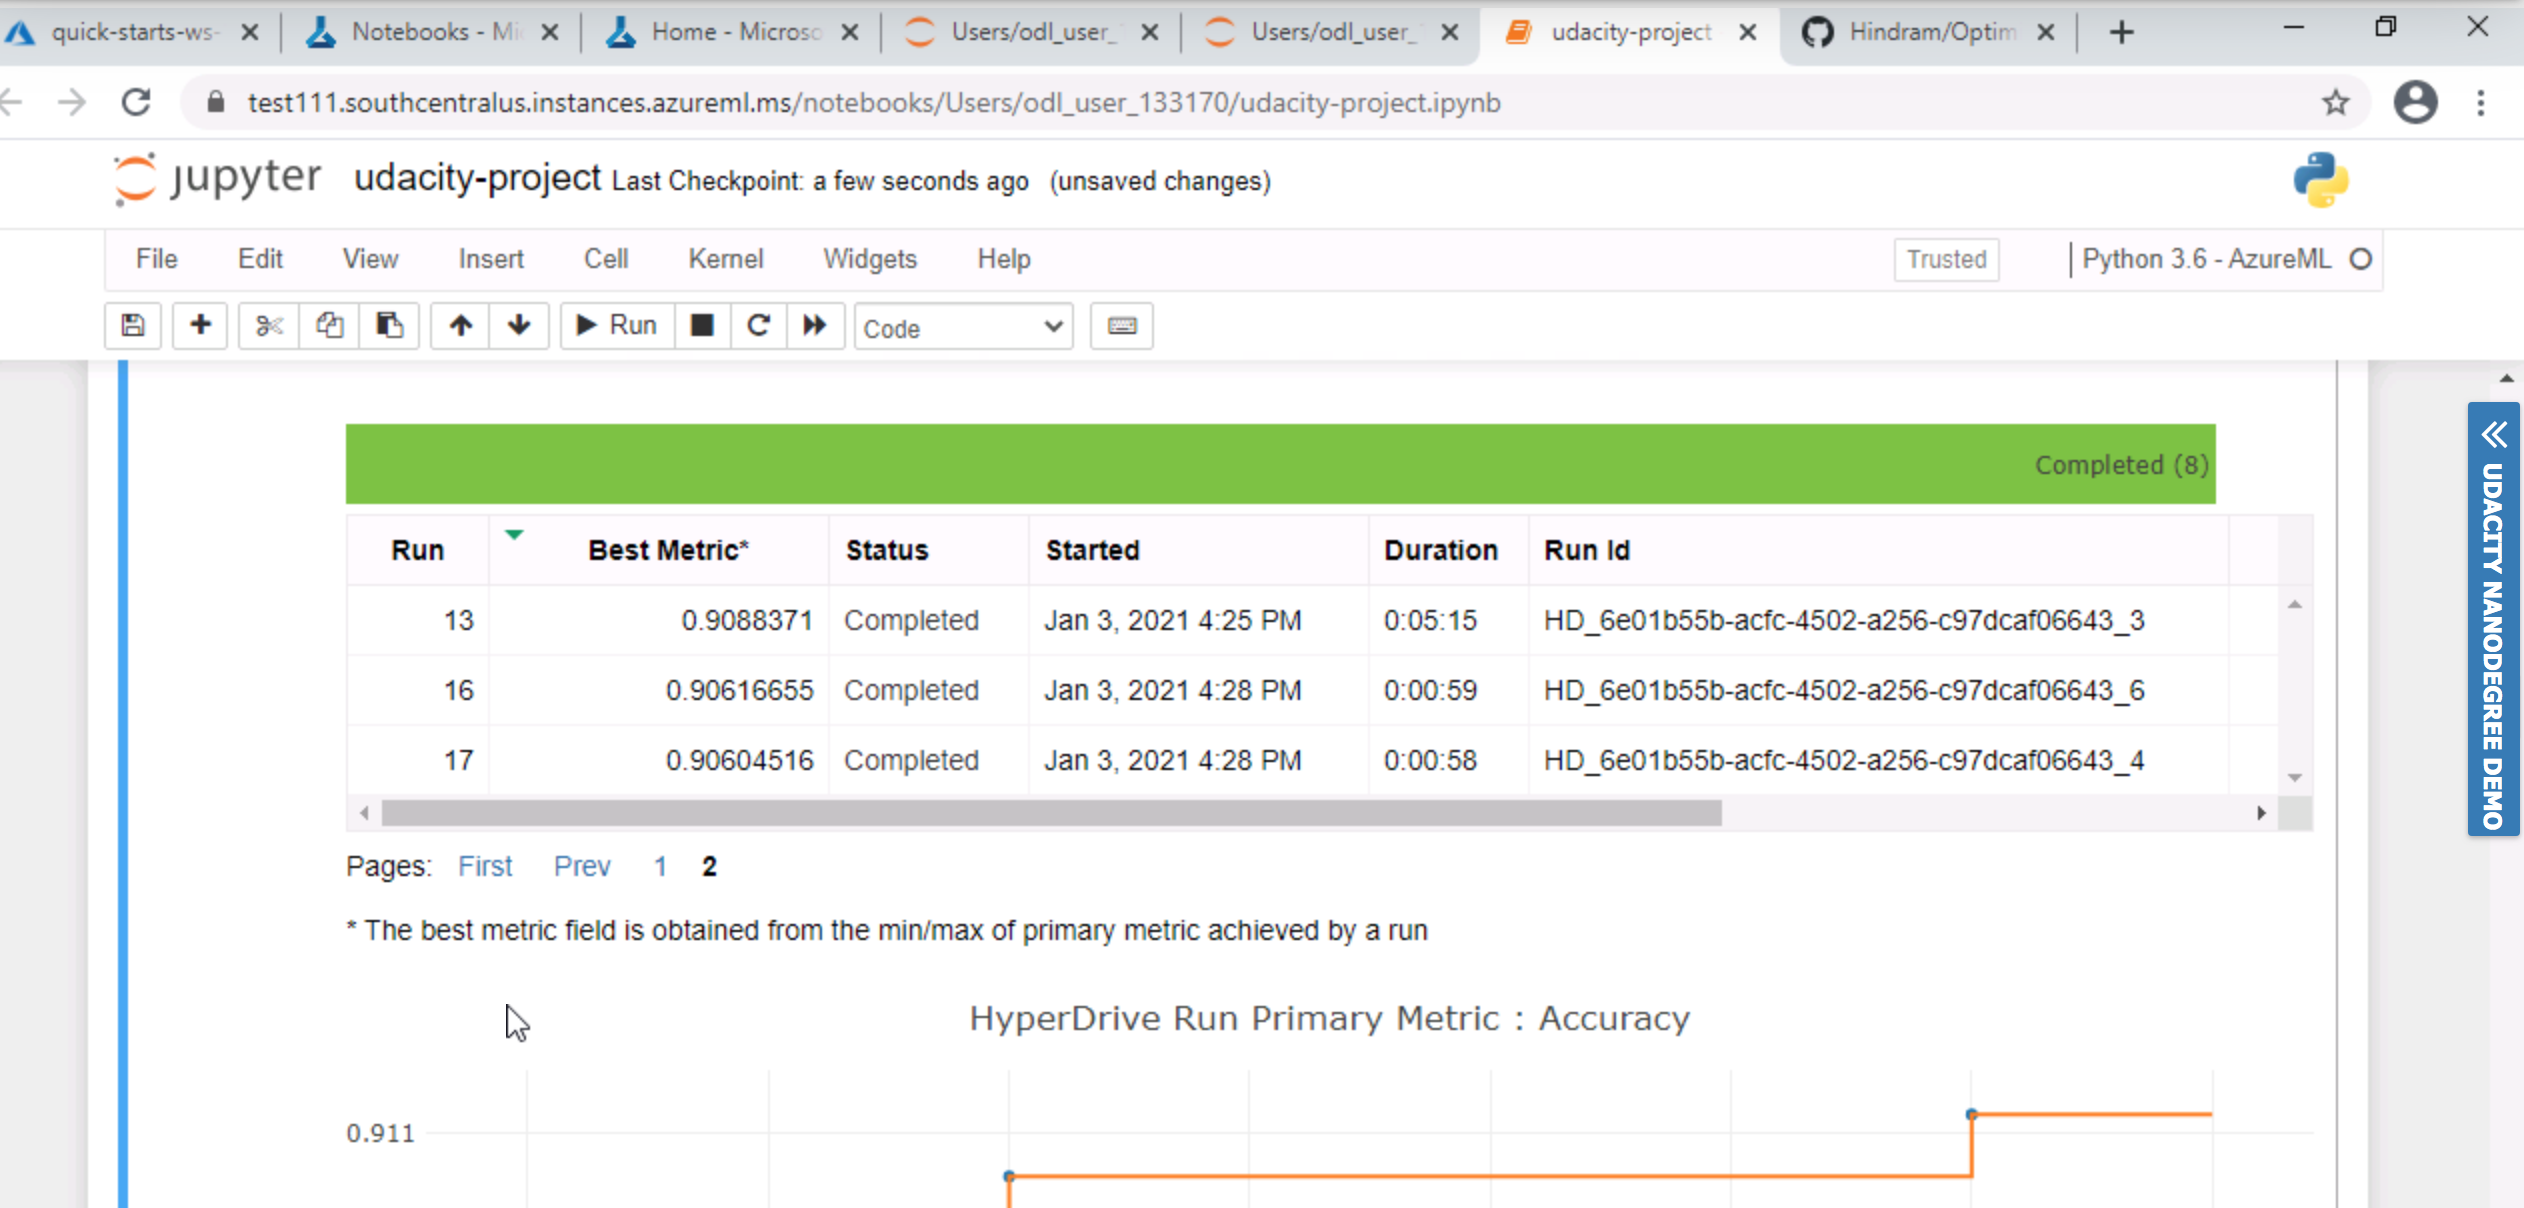 quick-starts-ws-
Notebooks - Mi
Home - Microso
Users/odl_user_
Users/odl_user_
udacity-project
Hindram/Optim
test111.southcentralus.instances.azureml.ms/notebooks/Users/odl_user_133170/udacity-project.ipynb
jupyter udacity-project Last Checkpoint: a few seconds ago (unsaved changes)
File Edit View Insert Cell Kernel Widgets Help Trusted Python 3.6 - AzureML
Run Code
Completed (8)
Run Best Metric* Status Started Duration Run Id
13 0.9088371 Completed Jan 3, 2021 4:25 PM 0:05:15 HD_6e01b55b-acfc-4502-a256-c97dcaf06643_3
16 0.90616655 Completed Jan 3, 2021 4:28 PM 0:00:59 HD_6e01b55b-acfc-4502-a256-c97dcaf06643_6
17 0.90604516 Completed Jan 3, 2021 4:28 PM 0:00:58 HD_6e01b55b-acfc-4502-a256-c97dcaf06643_4
Pages: First Prev 1 2
* The best metric field is obtained from the min/max of primary metric achieved by a run
HyperDrive Run Primary Metric : Accuracy
0.911
UDACITY NANODEGREE DEMO